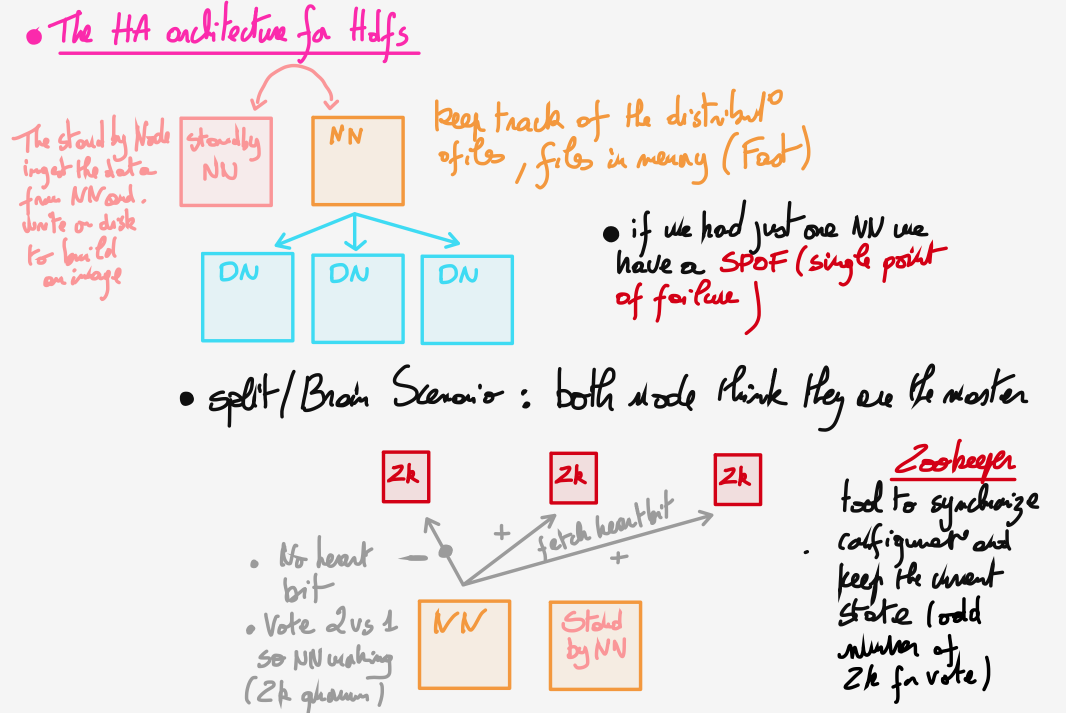 • The HA architecture for Hdfs
The stand by Node
ingest the data
from NN and.
write on disk
to build
an image
standby
NN
NN
keep track of the distribut°
of files, files in memory (Fast)
DN
DN
DN
• if we had just one NN we
have a SPOF (single point
of failure)
• split/Brain Scenario : both node think they are the master
Zk
Zk
Zk
Zookeeper
tool to synchronize
configurat° and
keep the current
state (odd
number of
Zk for vote)
+
fetch heart bit
+
-
• No heart
bit
• Vote 2 vs 1
so NN working
(Zk quorum)
NN
Stand
by NN